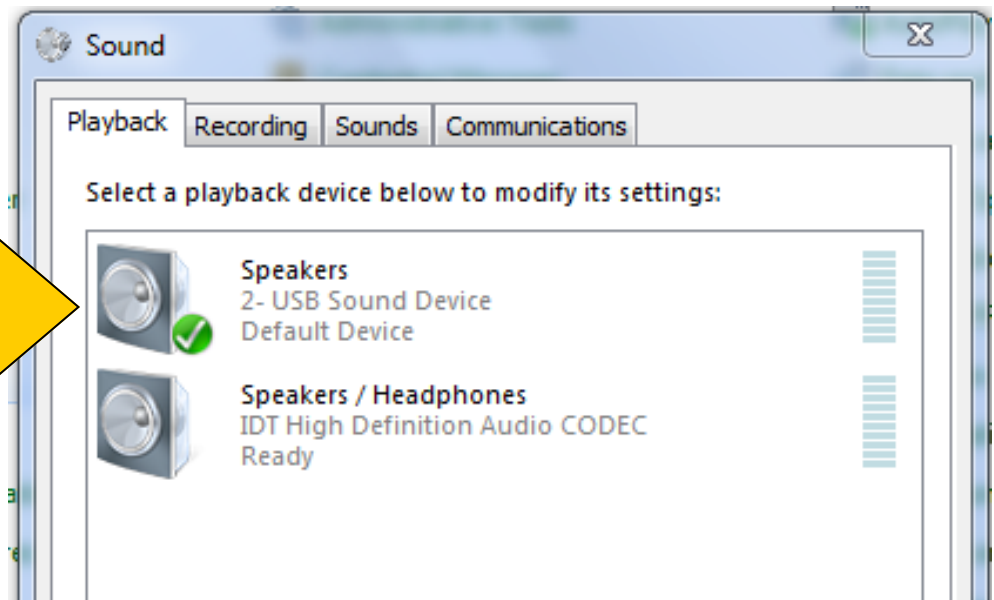 Sound
Playback Recording Sounds Communications
Select a playback device below to modify its settings:
Speakers
2- USB Sound Device
Default Device
Speakers / Headphones
IDT High Definition Audio CODEC
Ready